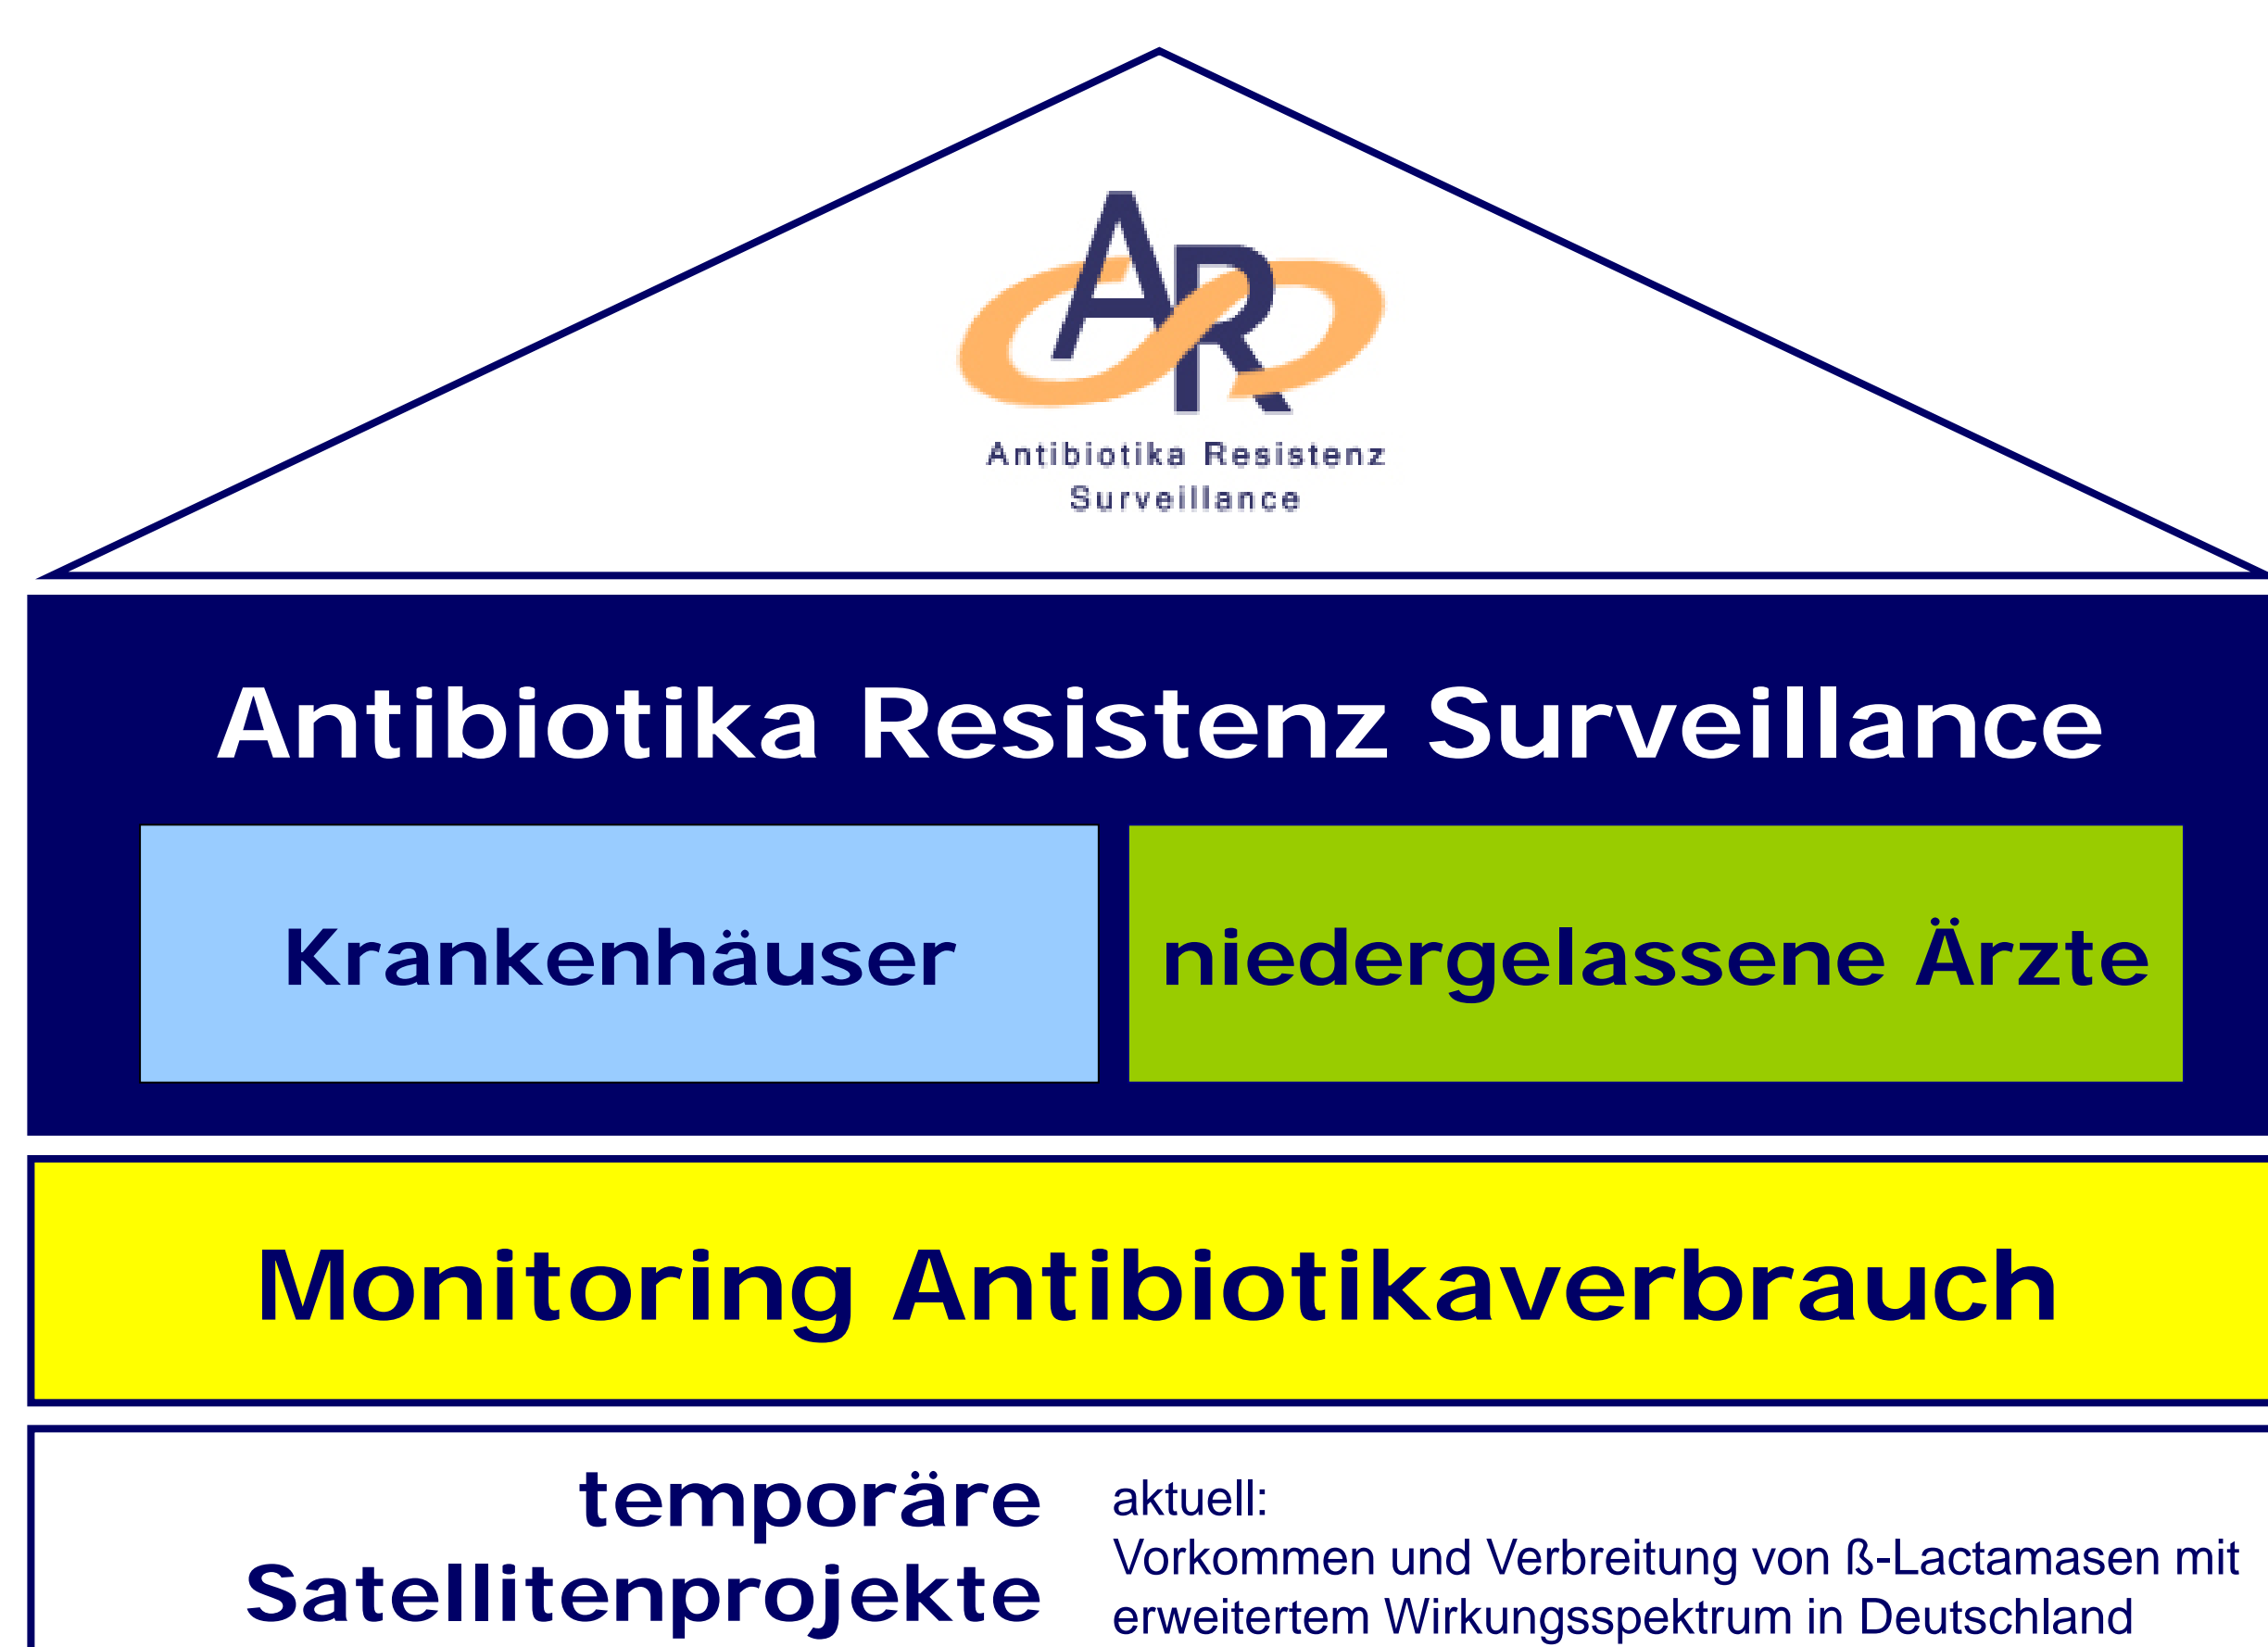 AR
Antibiotika Resistenz
Surveillance
Antibiotika Resistenz Surveillance
Krankenhäuser
niedergelassene Ärzte
Monitoring Antibiotikaverbrauch
temporäre
Satellitenprojekte
aktuell:
Vorkommen und Verbreitung von ß-Lactamasen mit
erweitertem Wirkungsspektrum in Deutschland